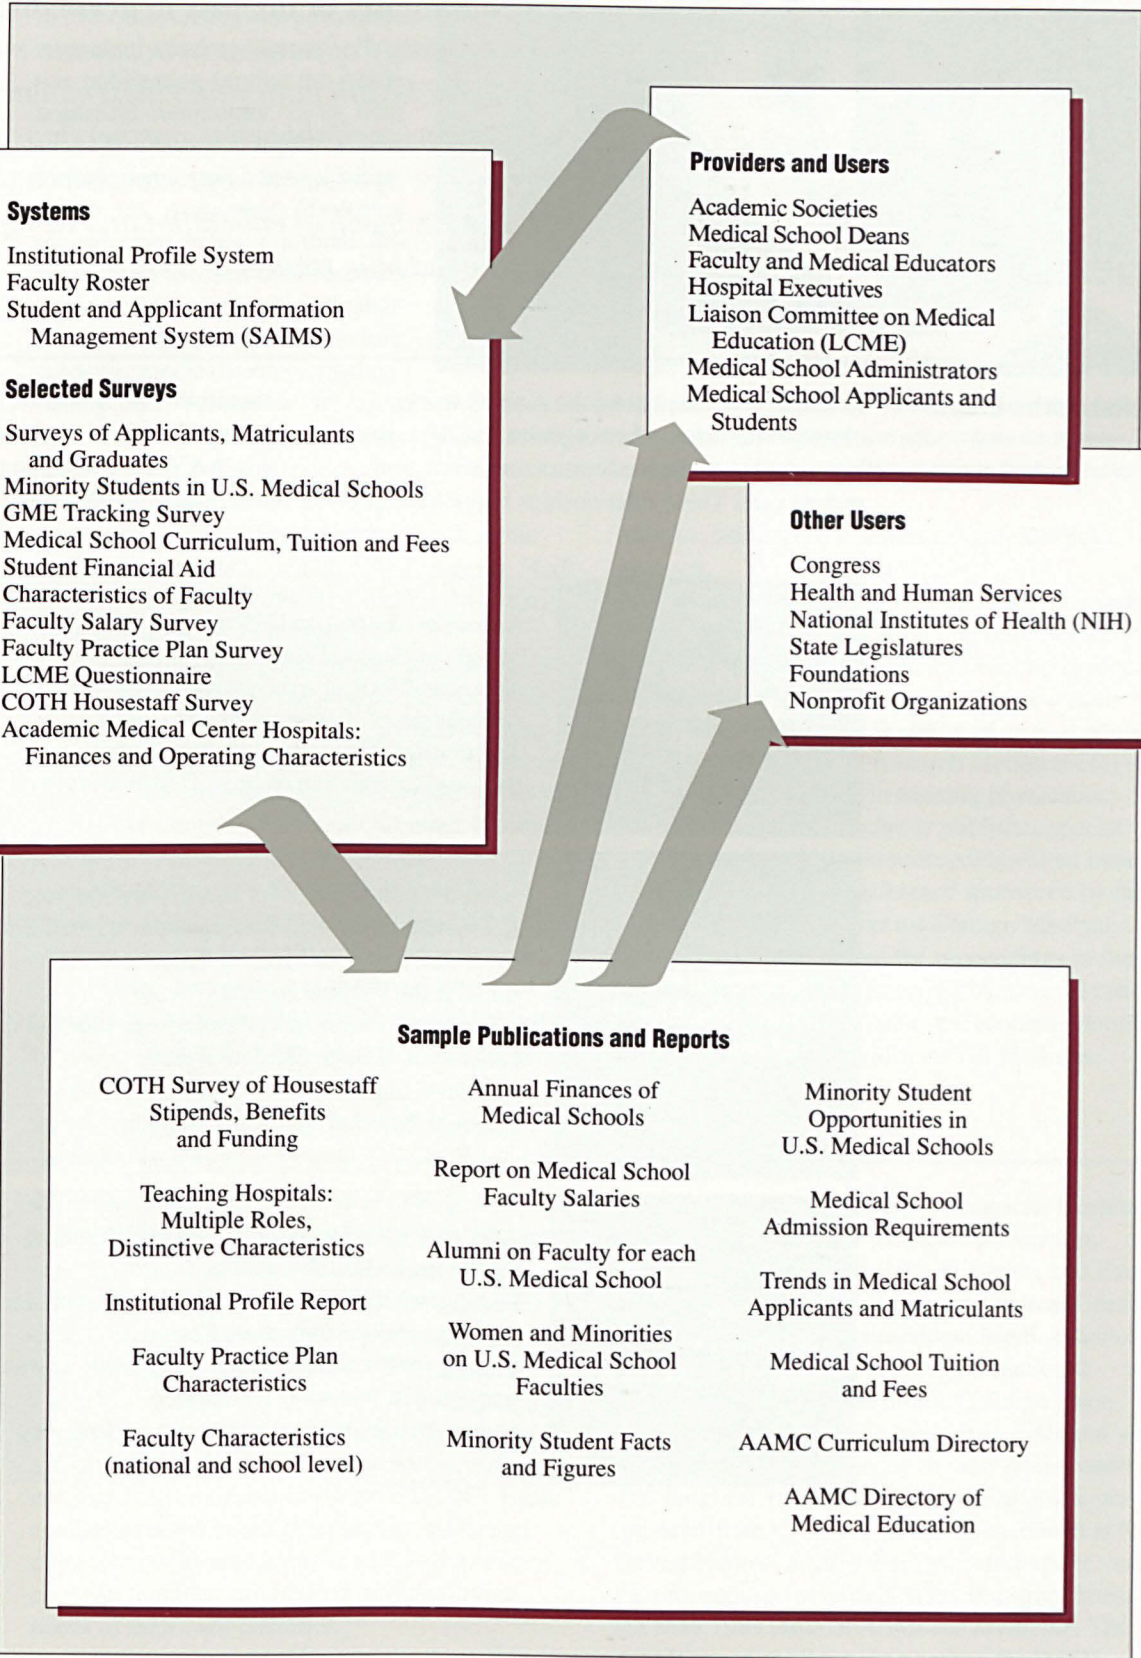 Systems
Institutional Profile System
Faculty Roster
Student and Applicant Information
Management System (SAIMS)
Selected Surveys
Surveys of Applicants, Matriculants
and Graduates
Minority Students in U.S. Medical Schools
GME Tracking Survey
Medical School Curriculum, Tuition and Fees
Student Financial Aid
Characteristics of Faculty
Faculty Salary Survey
Faculty Practice Plan Survey
LCME Questionnaire
COTH Housestaff Survey
Academic Medical Center Hospitals:
Finances and Operating Characteristics
Providers and Users
Academic Societies
Medical School Deans
Faculty and Medical Educators
Hospital Executives
Liaison Committee on Medical
Education (LCME)
Medical School Administrators
Medical School Applicants and
Students
Other Users
Congress
Health and Human Services
National Institutes of Health (NIH)
State Legislatures
Foundations
Nonprofit Organizations
Sample Publications and Reports
COTH Survey of Housestaff
Stipends, Benefits
and Funding
Teaching Hospitals:
Multiple Roles,
Distinctive Characteristics
Institutional Profile Report
Faculty Practice Plan
Characteristics
Faculty Characteristics
(national and school level)
Annual Finances of
Medical Schools
Report on Medical School
Faculty Salaries
Alumni on Faculty for each
U.S. Medical School
Women and Minorities
on U.S. Medical School
Faculties
Minority Student Facts
and Figures
Minority Student
Opportunities in
U.S. Medical Schools
Medical School
Admission Requirements
Trends in Medical School
Applicants and Matriculants
Medical School Tuition
and Fees
AAMC Curriculum Directory
AAMC Directory of
Medical Education